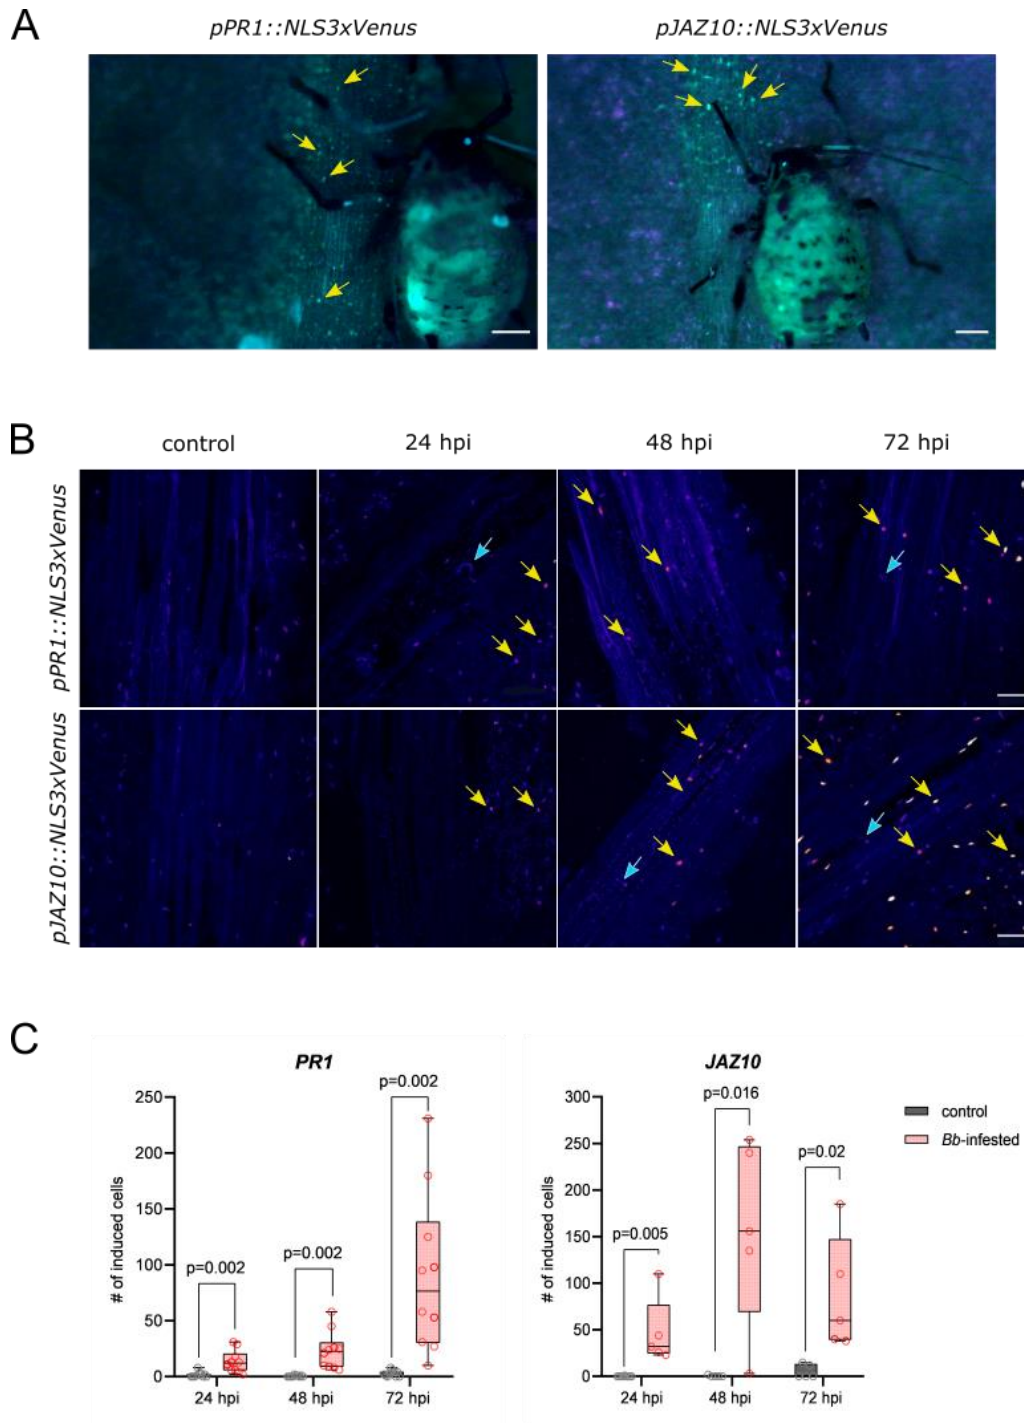 A
pPR1::NLS3xVenus pJAZ10::NLS3xVenus
B
control 24 hpi 48 hpi 72 hpi
pPR1::NLS3xVenus
pJAZ10::NLS3xVenus
C
PR1
# of induced cells
250
200
150
100
50
0
p=0.002
p=0.002
p=0.002
24 hpi 48 hpi 72 hpi
JAZ10
# of induced cells
300
250
200
150
100
50
0
p=0.005
p=0.016
p=0.02
24 hpi 48 hpi 72 hpi
control
Bb-infested